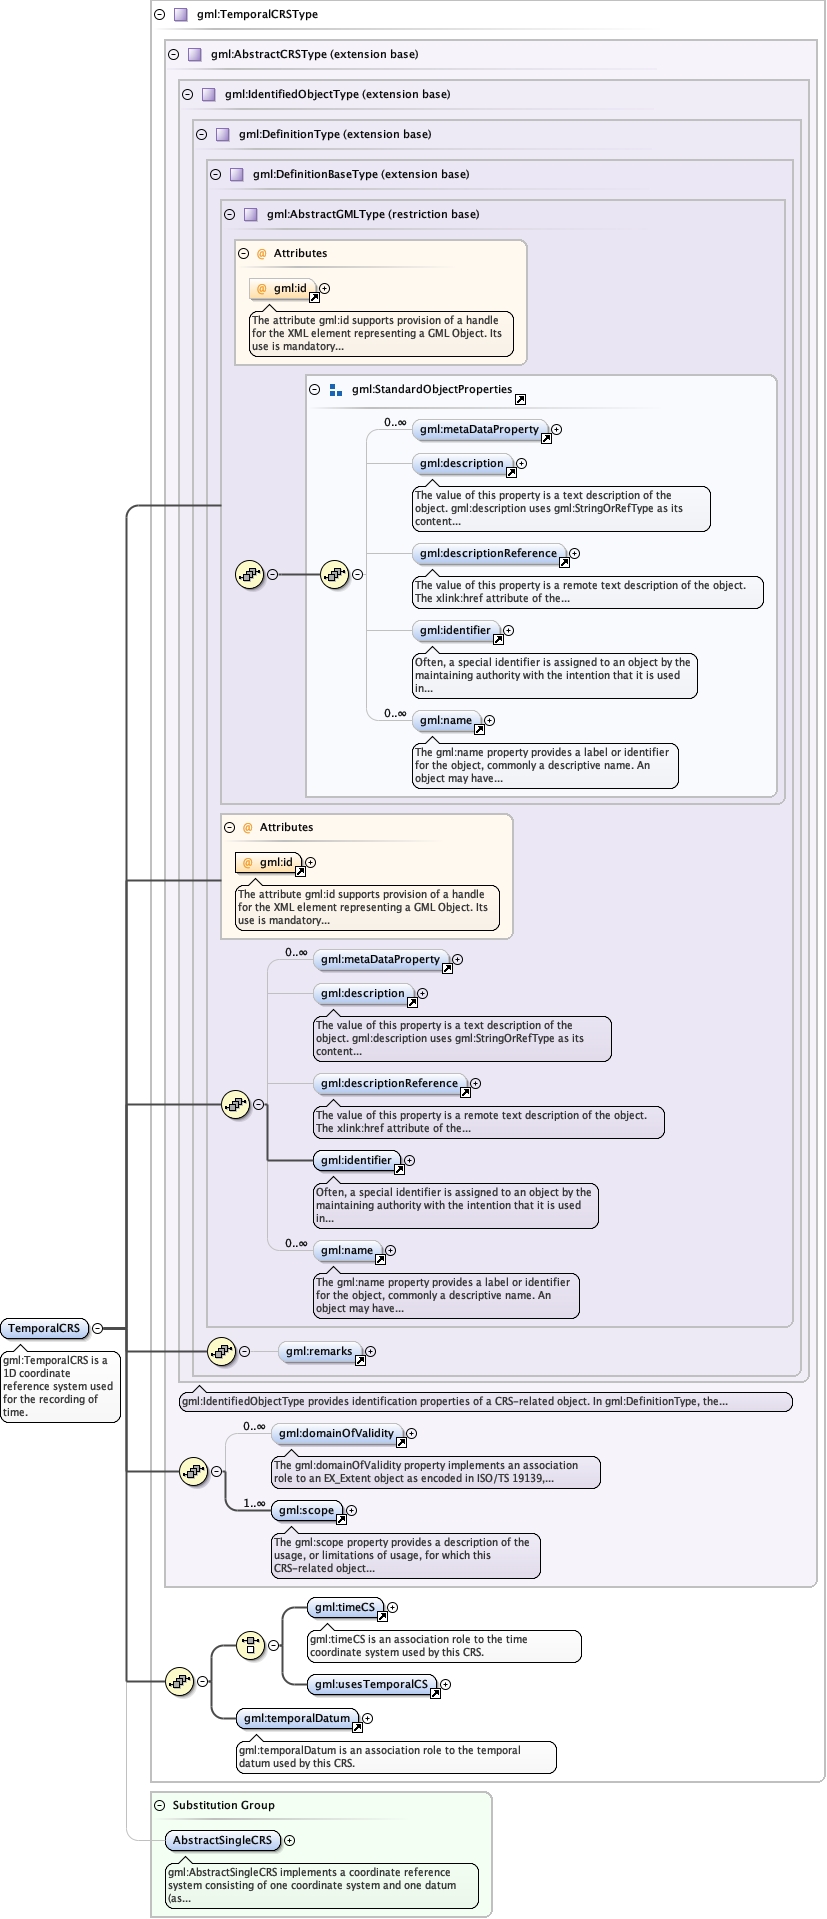 gml:TemporalCRSType
gml:AbstractCRSType (extension base)
gml:IdentifiedObjectType (extension base)
gml:DefinitionType (extension base)
gml:DefinitionBaseType (extension base)
gml:AbstractGMLType (restriction base)
@ Attributes
@ gml:id
The attribute gml:id supports provision of a handle
for the XML element representing a GML Object. Its
use is mandatory...
gml:StandardObjectProperties
0..∞
gml:metaDataProperty
gml:description
The value of this property is a text description of the
object. gml:description uses gml:StringOrRefType as its
content...
gml:descriptionReference
The value of this property is a remote text description of the object.
The xlink:href attribute of the...
gml:identifier
Often, a special identifier is assigned to an object by the
maintaining authority with the intention that it is used
in...
0..∞
gml:name
The gml:name property provides a label or identifier
for the object, commonly a descriptive name. An
object may have...
@ Attributes
@ gml:id
The attribute gml:id supports provision of a handle
for the XML element representing a GML Object. Its
use is mandatory...
0..∞
gml:metaDataProperty
gml:description
The value of this property is a text description of the
object. gml:description uses gml:StringOrRefType as its
content...
gml:descriptionReference
The value of this property is a remote text description of the object.
The xlink:href attribute of the...
gml:identifier
Often, a special identifier is assigned to an object by the
maintaining authority with the intention that it is used
in...
0..∞
gml:name
The gml:name property provides a label or identifier
for the object, commonly a descriptive name. An
object may have...
TemporalCRS
gml:TemporalCRS is a
1D coordinate
reference system used
for the recording of
time.
gml:remarks
gml:IdentifiedObjectType provides identification properties of a CRS-related object. In gml:DefinitionType, the...
0..∞
gml:domainOfValidity
The gml:domainOfValidity property implements an association
role to an EX_Extent object as encoded in ISO/TS 19139,...
1..∞
gml:scope
The gml:scope property provides a description of the
usage, or limitations of usage, for which this
CRS-related object...
gml:timeCS
gml:timeCS is an association role to the time
coordinate system used by this CRS.
gml:usesTemporalCS
gml:temporalDatum
gml:temporalDatum is an association role to the temporal
datum used by this CRS.
Substitution Group
AbstractSingleCRS
gml:AbstractSingleCRS implements a coordinate reference
system consisting of one coordinate system and one datum
(as...